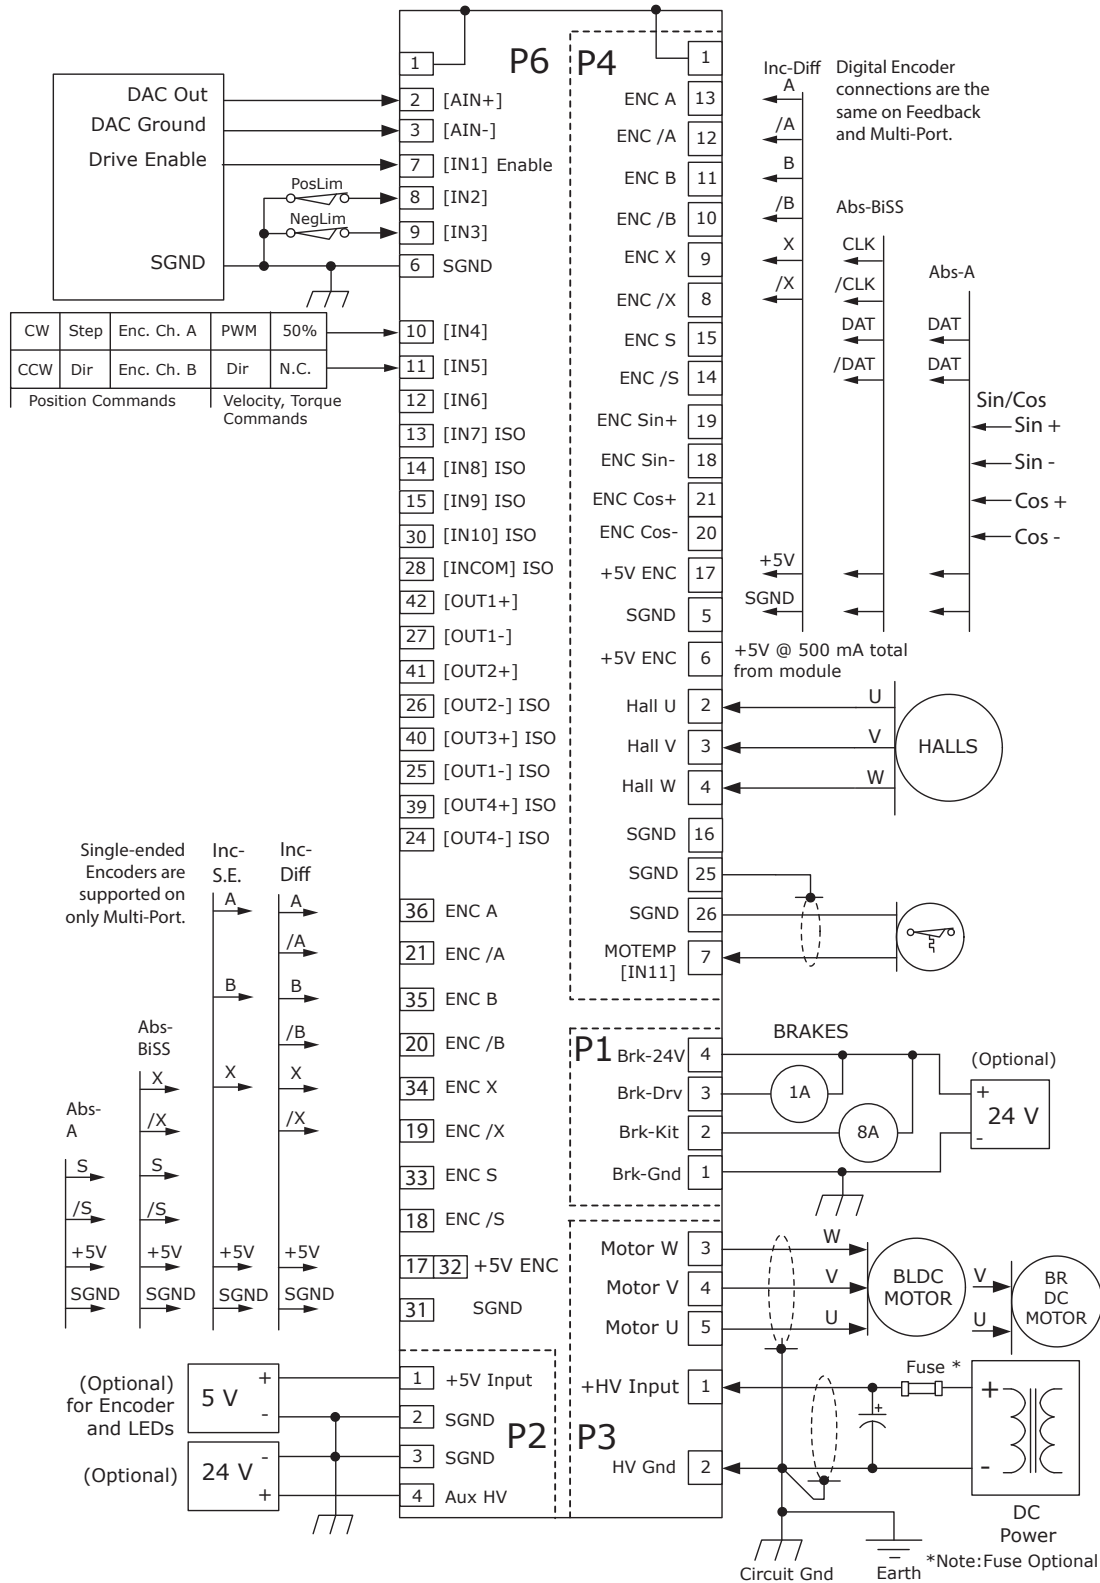 P6
1
DAC Out
2 [AIN+]
DAC Ground
3 [AIN-]
Drive Enable
7 [IN1] Enable
PosLim
8 [IN2]
NegLim
9 [IN3]
SGND
6 SGND
CW Step Enc. Ch. A PWM 50%
10 [IN4]
CCW Dir Enc. Ch. B Dir N.C.
11 [IN5]
Position Commands
Velocity, Torque
Commands
12 [IN6]
13 [IN7] ISO
14 [IN8] ISO
15 [IN9] ISO
30 [IN10] ISO
28 [INCOM] ISO
42 [OUT1+]
27 [OUT1-]
41 [OUT2+]
26 [OUT2-] ISO
40 [OUT3+] ISO
25 [OUT1-] ISO
39 [OUT4+] ISO
24 [OUT4-] ISO
Single-ended
Encoders are
supported on
only Multi-Port.
Inc-
S.E.
A
B
X
+5V
SGND
Inc-
Diff
A
/A
B
/B
X
/X
+5V
SGND
Abs-
BiSS
X
/X
S
/S
+5V
SGND
Abs-
A
S
/S
+5V
SGND
36 ENC A
21 ENC /A
35 ENC B
20 ENC /B
34 ENC X
19 ENC /X
33 ENC S
18 ENC /S
17 32 +5V ENC
31 SGND
P2
(Optional)
for Encoder
and LEDs
5 V
+
-
1 +5V Input
2 SGND
(Optional)
24 V
-
+
3 SGND
4 Aux HV
P4
1
ENC A 13
ENC /A 12
ENC B 11
ENC /B 10
ENC X 9
ENC /X 8
ENC S 15
ENC /S 14
ENC Sin+ 19
ENC Sin- 18
ENC Cos+ 21
ENC Cos- 20
+5V ENC 17
SGND 5
+5V ENC 6
Hall U 2
Hall V 3
Hall W 4
SGND 16
SGND 25
SGND 26
MOTEMP
[IN11]
7
Inc-Diff
A
/A
B
/B
X
/X
+5V
SGND
Digital Encoder
connections are the
same on Feedback
and Multi-Port.
Abs-BiSS
CLK
/CLK
DAT
/DAT
Abs-A
DAT
DAT
Sin/Cos
Sin +
Sin -
Cos +
Cos -
+5V @ 500 mA total
from module
U
V
W
HALLS
P1
BRAKES
Brk-24V 4
Brk-Drv 3
1A
Brk-Kit 2
8A
Brk-Gnd 1
(Optional)
+
24 V
-
P3
Motor W 3
W
Motor V 4
V
Motor U 5
U
BLDC
MOTOR
V
U
BR
DC
MOTOR
+HV Input 1
Fuse *
+
+
HV Gnd 2
-
DC
Power
Circuit Gnd
Earth
*Note:Fuse Optional